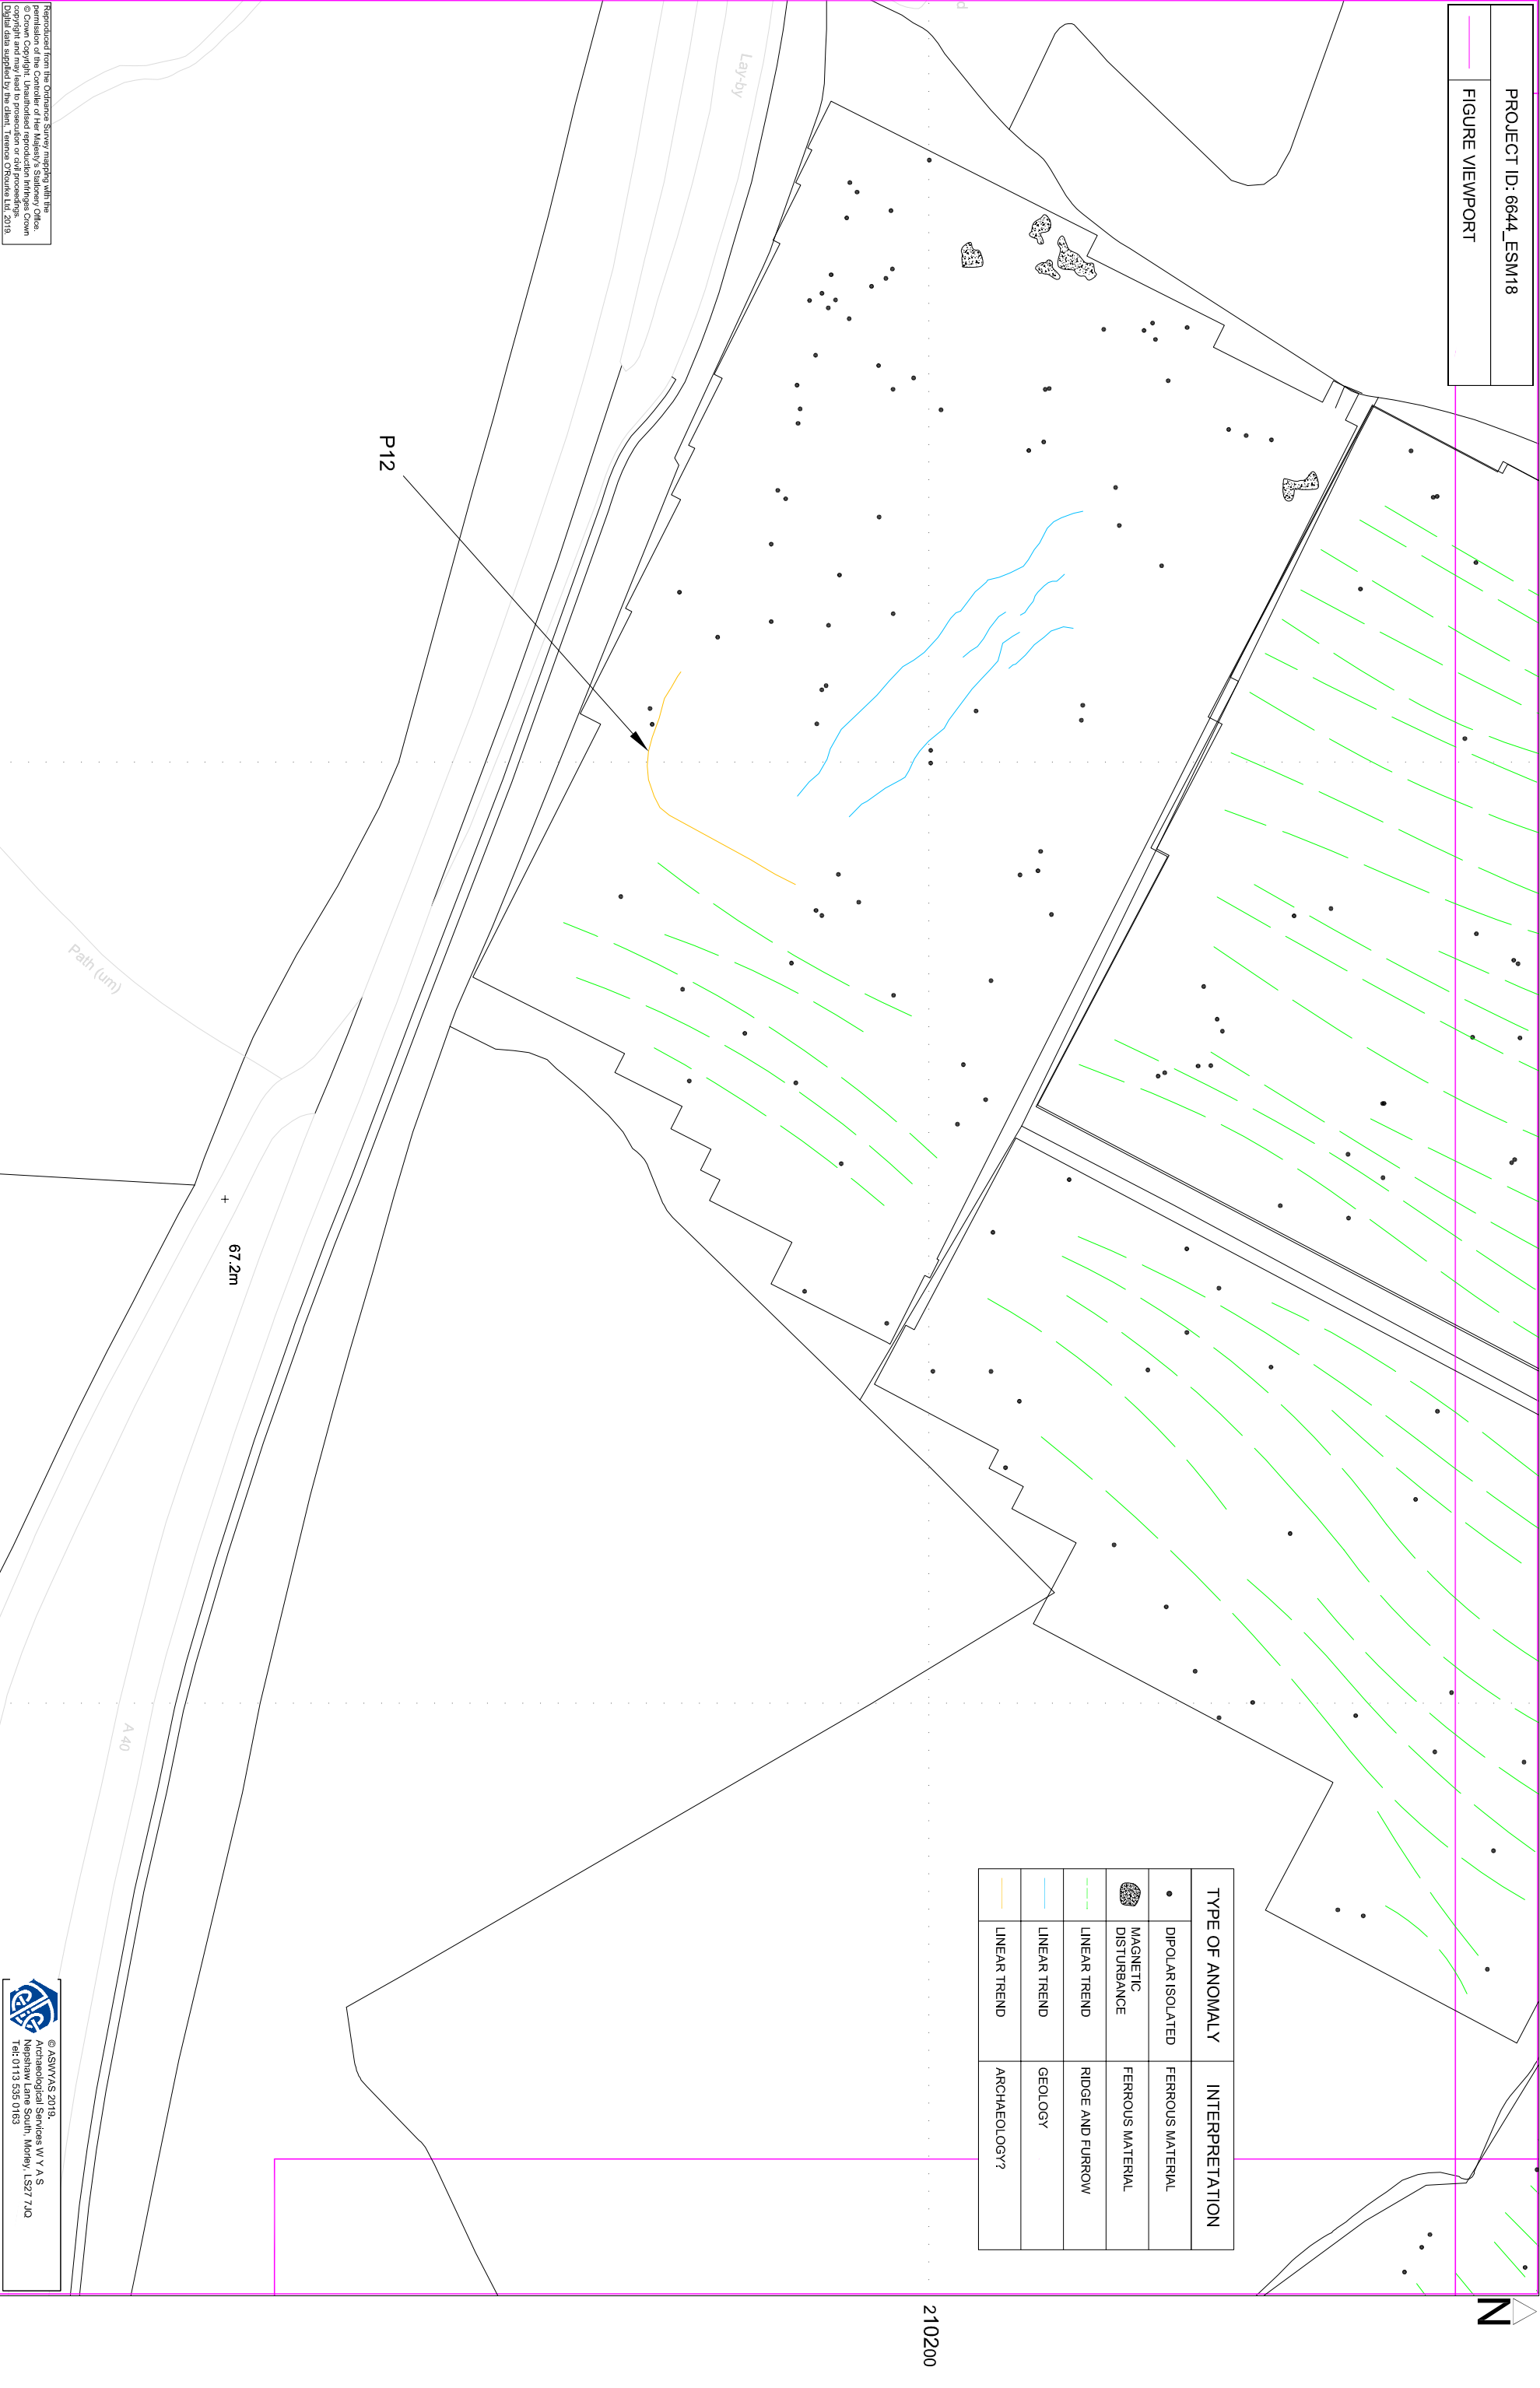 PROJECT ID: 6644_ESM18
FIGURE VIEWPORT
Lay-by
d
P12
Path (um)
67.2m
A 40
TYPE OF ANOMALY INTERPRETATION
DIPOLAR ISOLATED FERROUS MATERIAL
MAGNETIC
DISTURBANCE FERROUS MATERIAL
LINEAR TREND RIDGE AND FURROW
LINEAR TREND GEOLOGY
LINEAR TREND ARCHAEOLOGY?
N
210200
Reproduced from the Ordnance Survey mapping with the
permission of the Controller of Her Majesty's Stationery Office.
© Crown Copyright. Unauthorised reproduction infringes Crown
copyright and may lead to prosecution or civil proceedings.
Digital data supplied by the client, Terence O'Rourke Ltd, 2019.
© ASWYAS 2019.
Archaeological Services W Y A S
Nepshaw Lane South, Morley, LS27 7JQ
Tel: 0113 535 0163